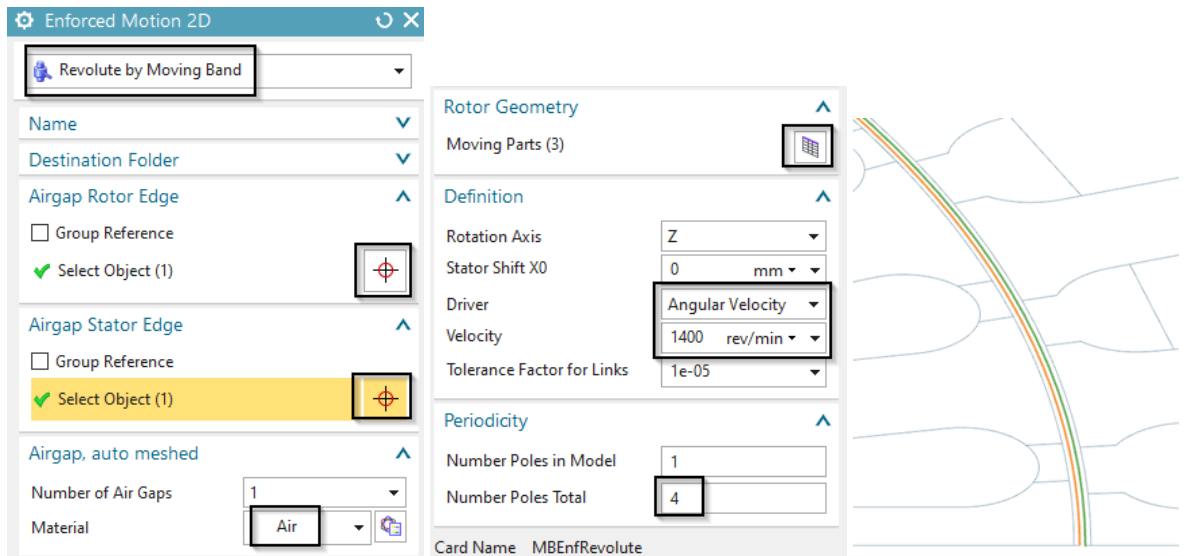 Enforced Motion 2D
Revolute by Moving Band
Name
Destination Folder
Airgap Rotor Edge
Group Reference
Select Object (1)
Airgap Stator Edge
Group Reference
Select Object (1)
Airgap, auto meshed
Number of Air Gaps 1
Material Air
Rotor Geometry
Moving Parts (3)
Definition
Rotation Axis Z
Stator Shift X0 0 mm
Driver Angular Velocity
Velocity 1400 rev/min
Tolerance Factor for Links 1e-05
Periodicity
Number Poles in Model 1
Number Poles Total 4
Card Name MBEnfRevolute